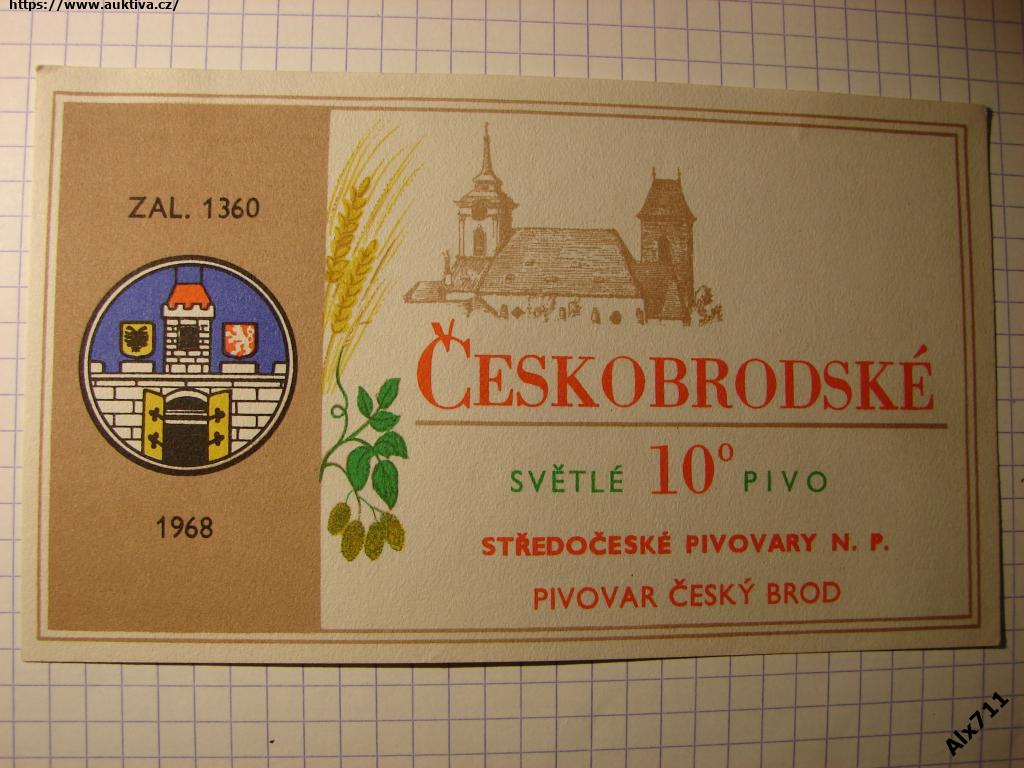 https://www.auktiva.cz/
ZAL. 1360
1968
ČESKOBRODSKÉ
SVĚTLÉ 10° PIVO
STŘEDOČESKÉ PIVOVARY N. P.
PIVOVAR ČESKÝ BROD
Alx711